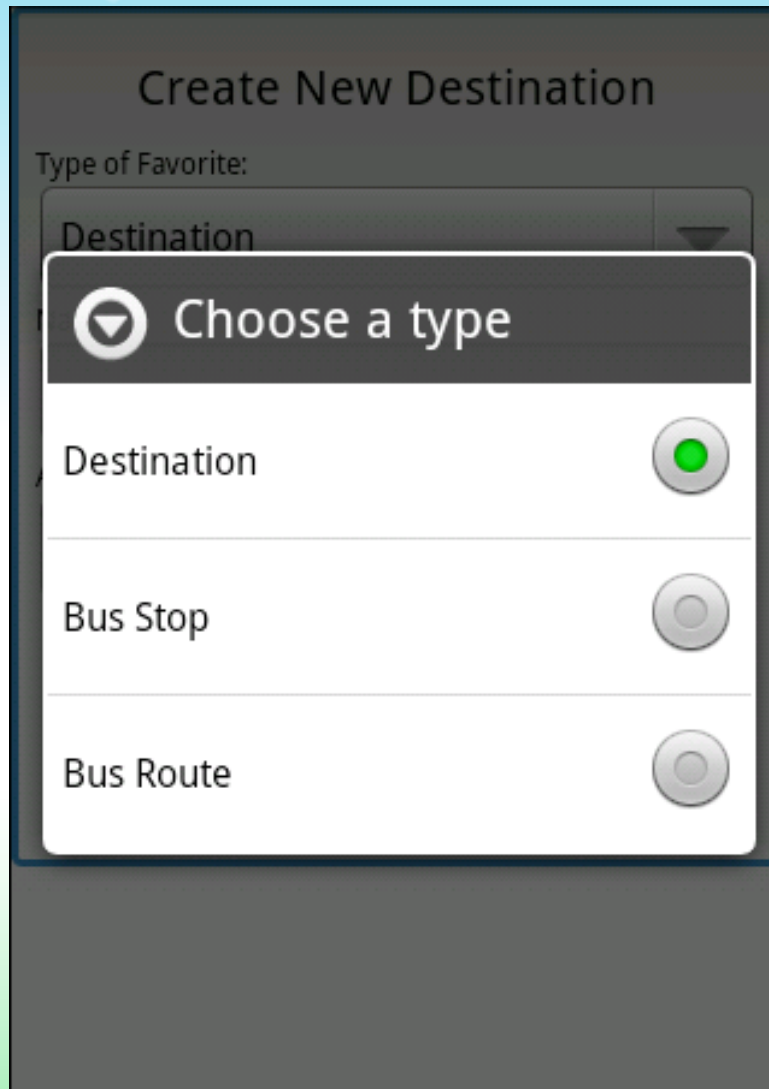 Create New Destination
Type of Favorite:
Destination
Choose a type
Destination
Bus Stop
Bus Route